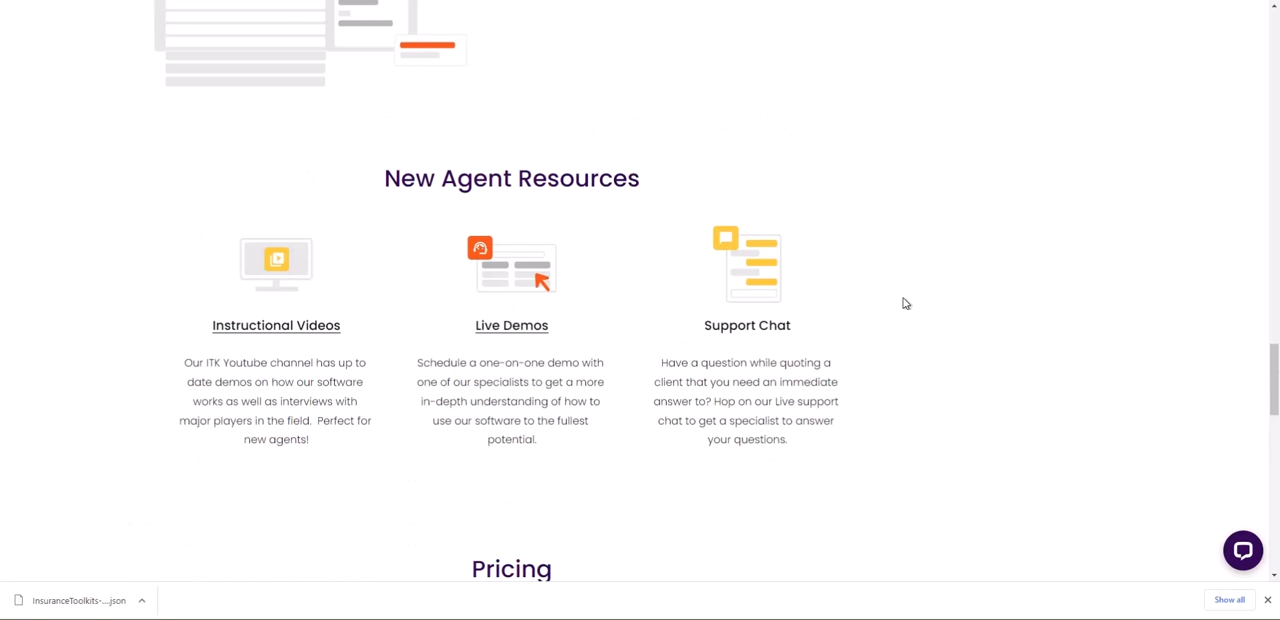 New Agent Resources
Instructional Videos
Our ITK Youtube channel has up to
date demos on how our software
works as well as interviews with
major players in the field. Perfect for
new agents!
Live Demos
Schedule a one-on-one demo with
one of our specialists to get a more
in-depth understanding of how to
use our software to the fullest
potential.
Support Chat
Have a question while quoting a
client that you need an immediate
answer to? Hop on our Live support
chat to get a specialist to answer
your questions.
Pricing
InsuranceToolkits-....json
Show all